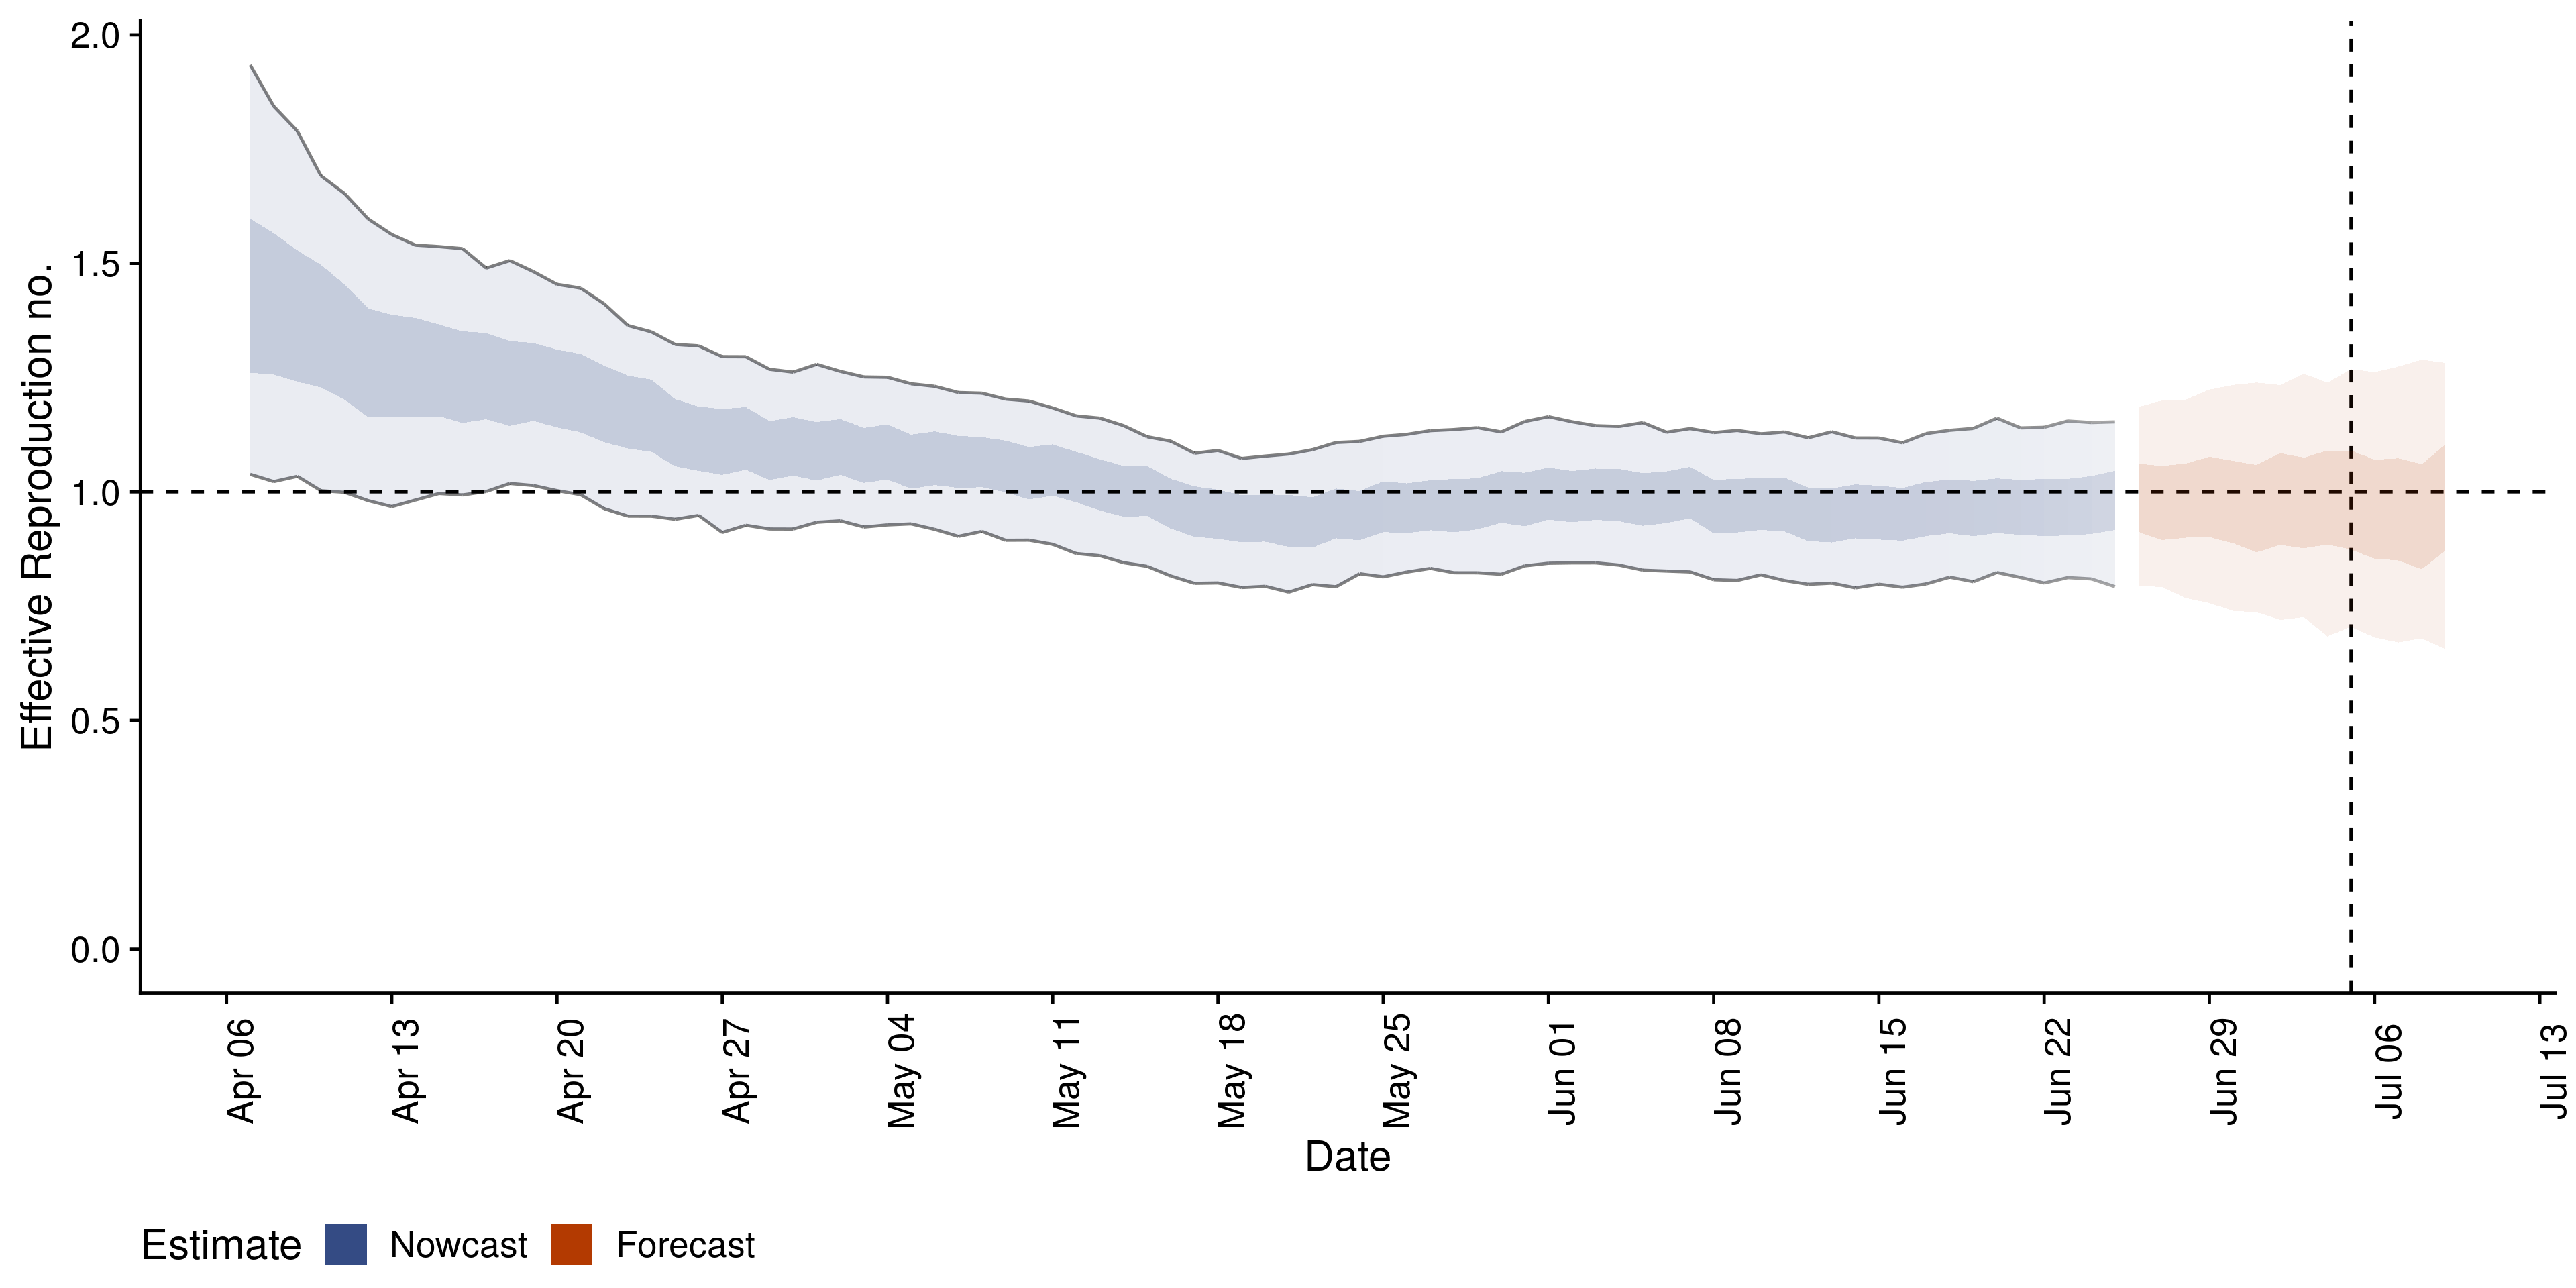 Effective Reproduction no.
2.0
1.5
1.0
0.5
0.0
Apr 06
Apr 13
Apr 20
Apr 27
May 04
May 11
May 18
May 25
Jun 01
Jun 08
Jun 15
Jun 22
Jun 29
Jul 06
Jul 13
Date
Estimate Nowcast Forecast